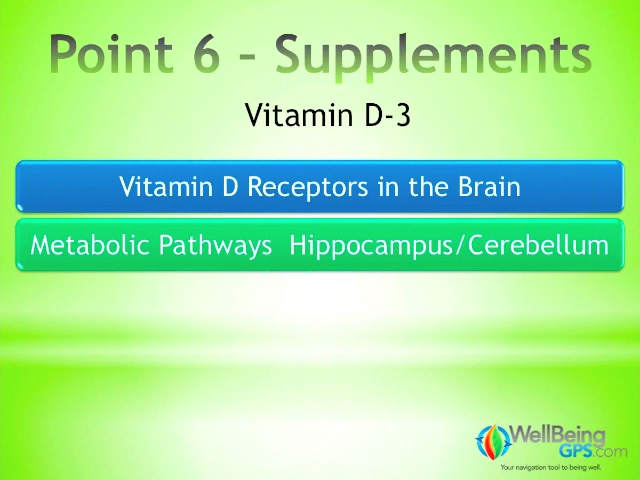 Point 6 – Supplements
Vitamin D-3
Vitamin D Receptors in the Brain
Metabolic Pathways  Hippocampus/Cerebellum
WellBeing
GPS.com
Your navigation tool to being well.